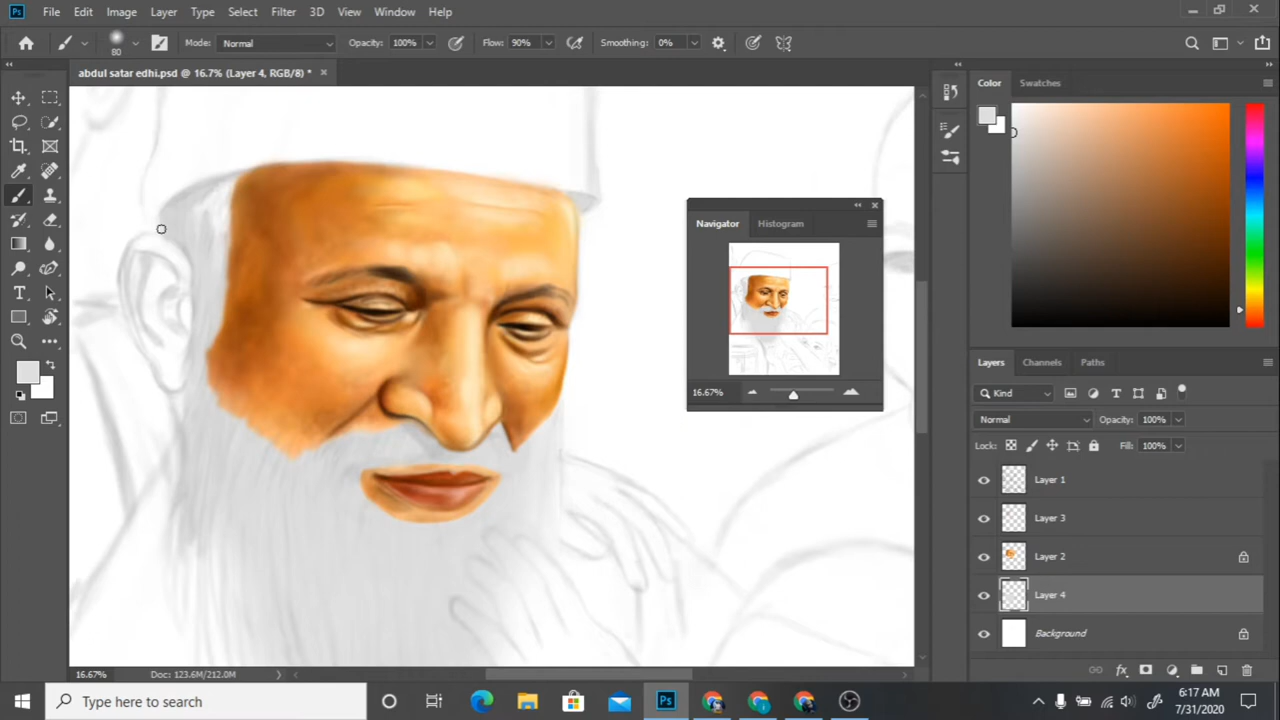 Ps File Edit Image Layer Type Select Filter 3D View Window Help
80 Mode: Normal Opacity: 100% Flow: 90% Smoothing: 0%
abdul satar edhi.psd @ 16.7% (Layer 4, RGB/8) *
Color Swatches
Navigator Histogram
16.67%
Layers Channels Paths
Kind
Normal Opacity: 100%
Lock: Fill: 100%
Layer 1
Layer 3
Layer 2
Layer 4
Background
16.67% Doc: 123.6M/212.0M
Type here to search
Ps
6:17 AM
7/31/2020